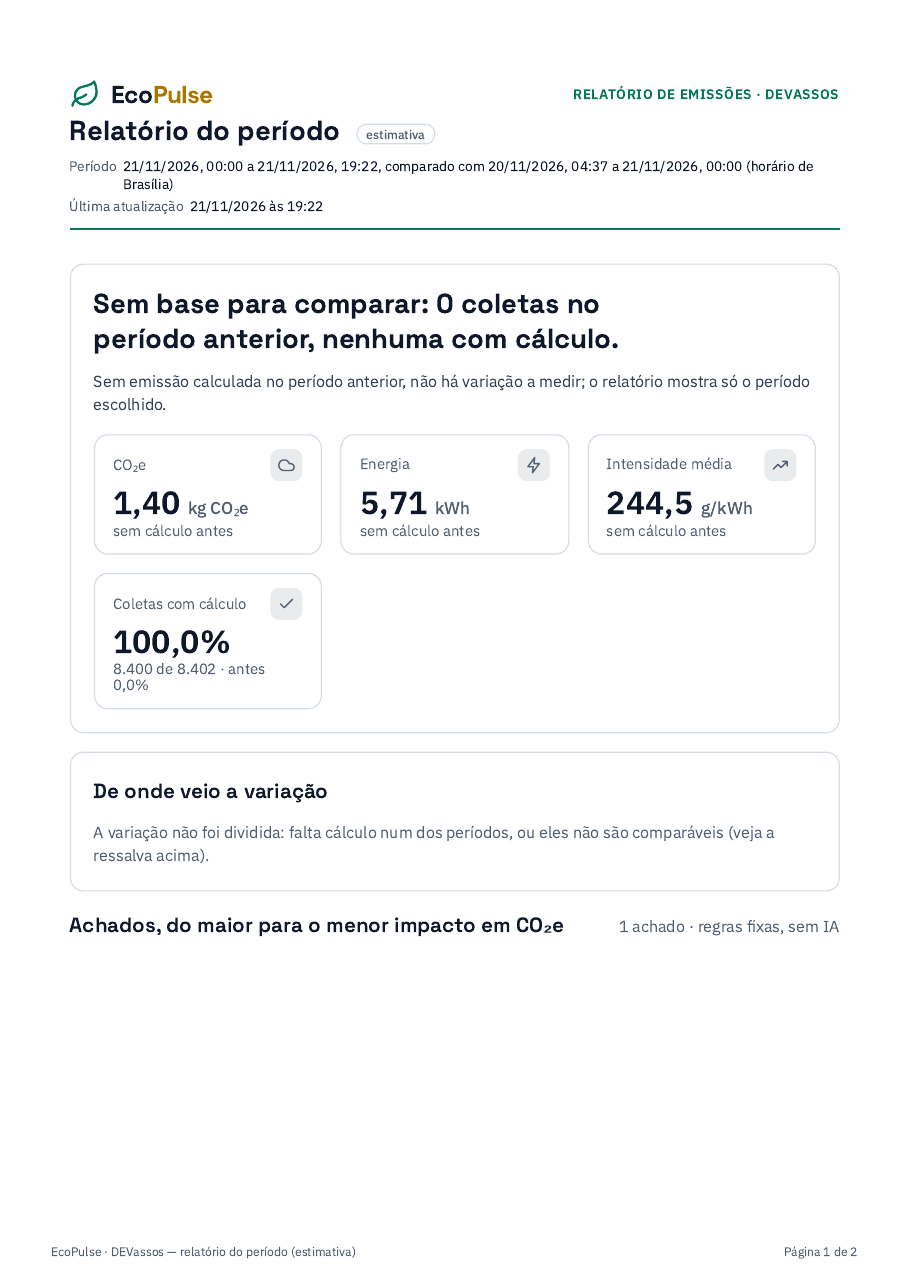 EcoPulse
RELATÓRIO DE EMISSÕES · DEVASSOS
Relatório do período
estimativa
Período 21/11/2026, 00:00 a 21/11/2026, 19:22, comparado com 20/11/2026, 04:37 a 21/11/2026, 00:00 (horário de
Brasília)
Última atualização 21/11/2026 às 19:22
Sem base para comparar: 0 coletas no
período anterior, nenhuma com cálculo.
Sem emissão calculada no período anterior, não há variação a medir; o relatório mostra só o período
escolhido.
CO₂e
1,40 kg CO₂e
sem cálculo antes
Energia
5,71 kWh
sem cálculo antes
Intensidade média
244,5 g/kWh
sem cálculo antes
Coletas com cálculo
100,0%
8.400 de 8.402 · antes
0,0%
De onde veio a variação
A variação não foi dividida: falta cálculo num dos períodos, ou eles não são comparáveis (veja a
ressalva acima).
Achados, do maior para o menor impacto em CO₂e
1 achado · regras fixas, sem IA
EcoPulse · DEVassos — relatório do período (estimativa)
Página 1 de 2